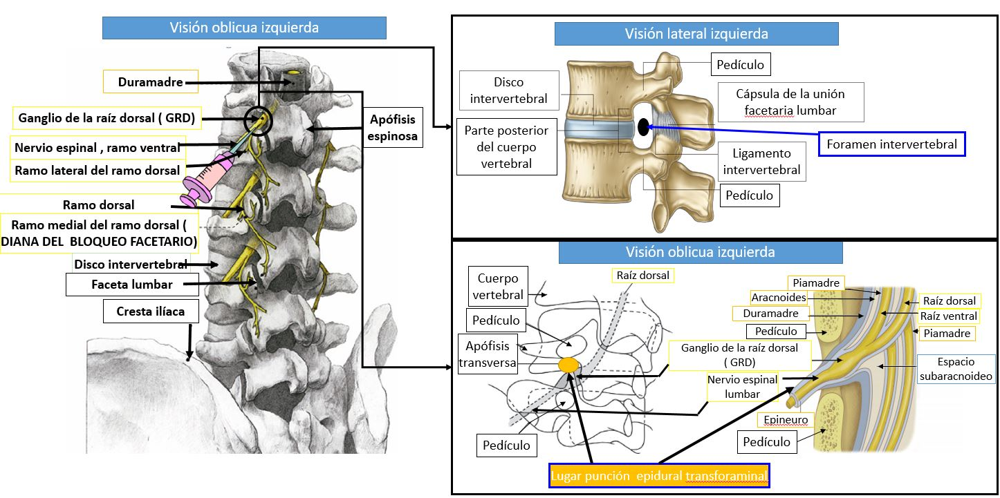 Visión oblicua izquierda
Duramadre
Ganglio de la raíz dorsal ( GRD)
Nervio espinal , ramo ventral
Ramo lateral del ramo dorsal
Ramo dorsal
Ramo medial del ramo dorsal (
DIANA DEL BLOQUEO FACETARIO)
Disco intervertebral
Faceta lumbar
Cresta ilíaca
Apófisis
espinosa
Visión lateral izquierda
Disco
intervertebral
Parte posterior
del cuerpo
vertebral
Pedículo
Cápsula de la unión
facetaria lumbar
Foramen intervertebral
Ligamento
intervertebral
Pedículo
Visión oblicua izquierda
Cuerpo
vertebral
Pedículo
Apófisis
transversa
Pedículo
Raíz dorsal
Ganglio de la raíz dorsal
( GRD)
Nervio espinal
lumbar
Piamadre
Aracnoides
Duramadre
Pedículo
Epineuro
Pedículo
Raíz dorsal
Raíz ventral
Piamadre
Espacio
subaracnoideo
Lugar punción epidural transforaminal